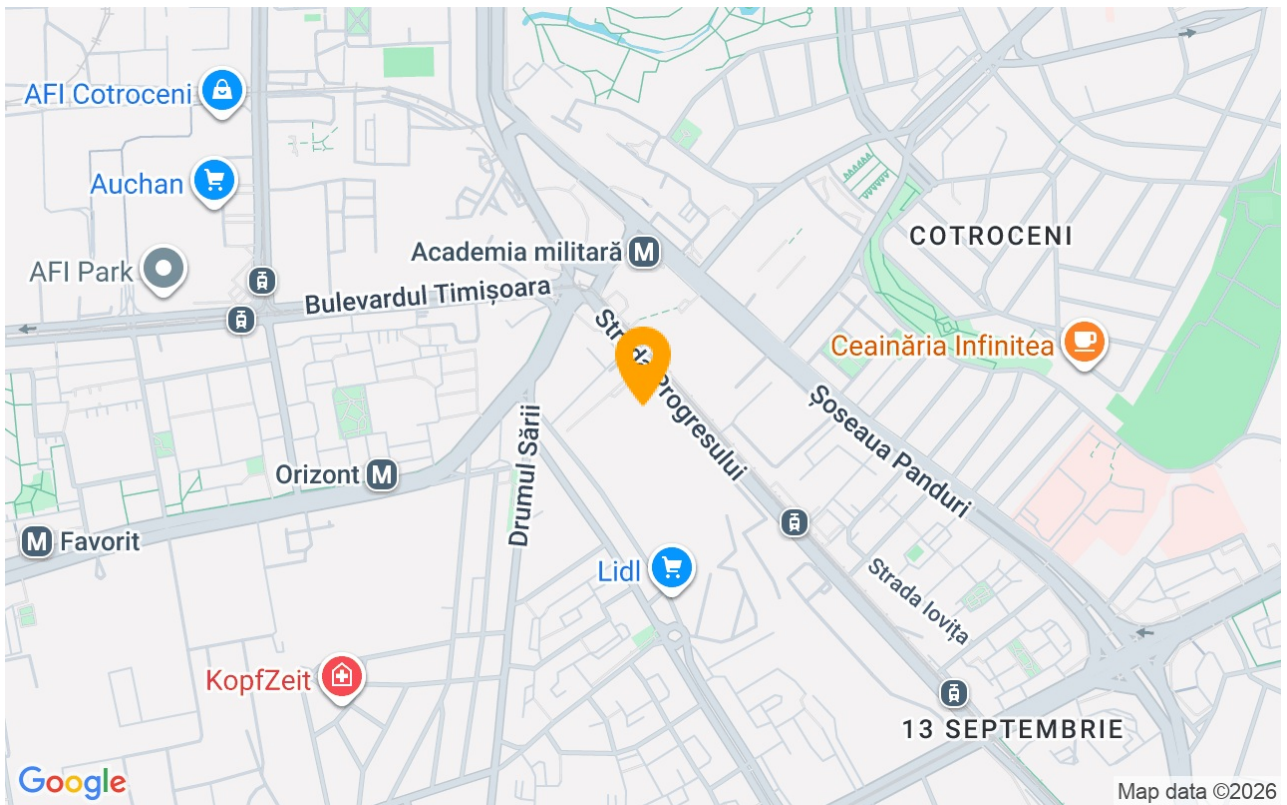 AFI Cotroceni
Auchan
COTROCENI
Academia militară M
AFI Park
Bulevardul Timișoara
Strada Progresului
Ceainăria Infinitea
Șoseaua Panduri
Drumul Sării
Orizont M
M Favorit
Lidl
Strada Iovița
KopfZeit
13 SEPTEMBRIE
Google
Map data ©2026